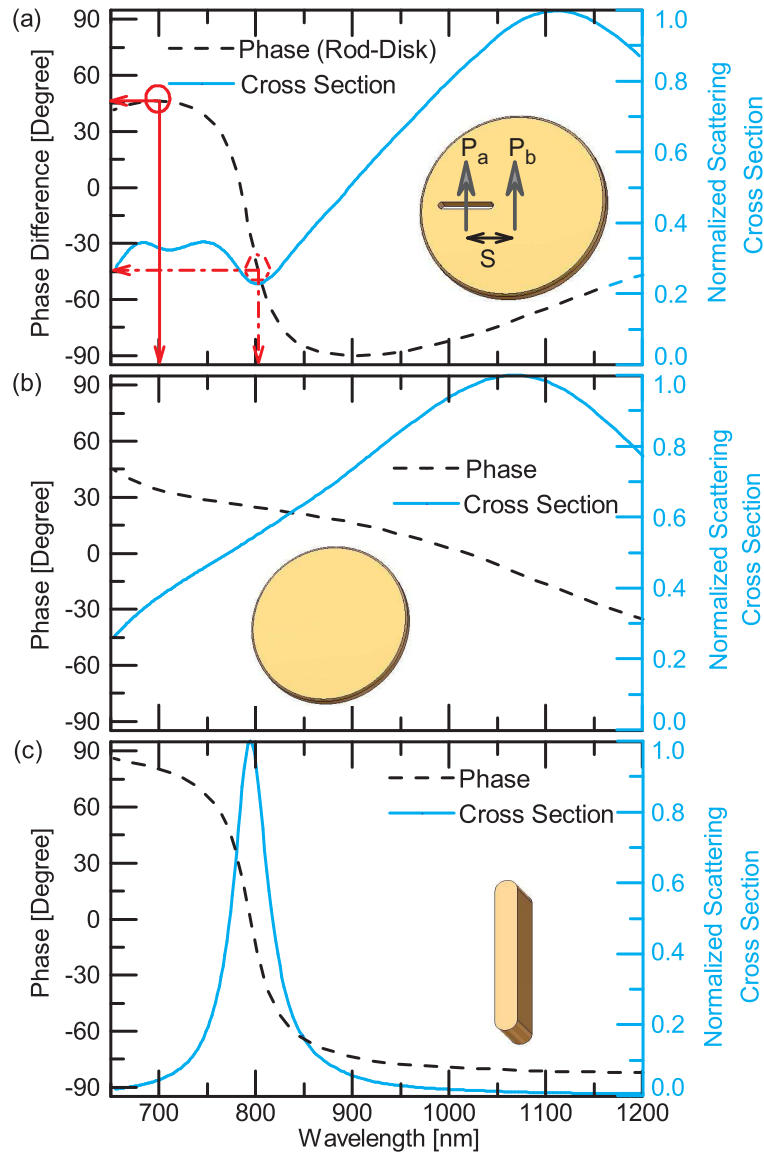 (a)
90
60
30
0
-30
-60
-90
Phase Difference [Degree]
Phase (Rod-Disk)
Cross Section
Pa
Pb
S
1.0
0.8
0.6
0.4
0.2
0.0
Normalized Scattering
Cross Section
(b)
90
60
30
0
-30
-60
-90
Phase [Degree]
Phase
Cross Section
1.0
0.8
0.6
0.4
0.2
0.0
Normalized Scattering
Cross Section
(c)
90
60
30
0
-30
-60
-90
Phase [Degree]
Phase
Cross Section
1.0
0.8
0.6
0.4
0.2
0.0
Normalized Scattering
Cross Section
700 800 900 1000 1100 1200
Wavelength [nm]